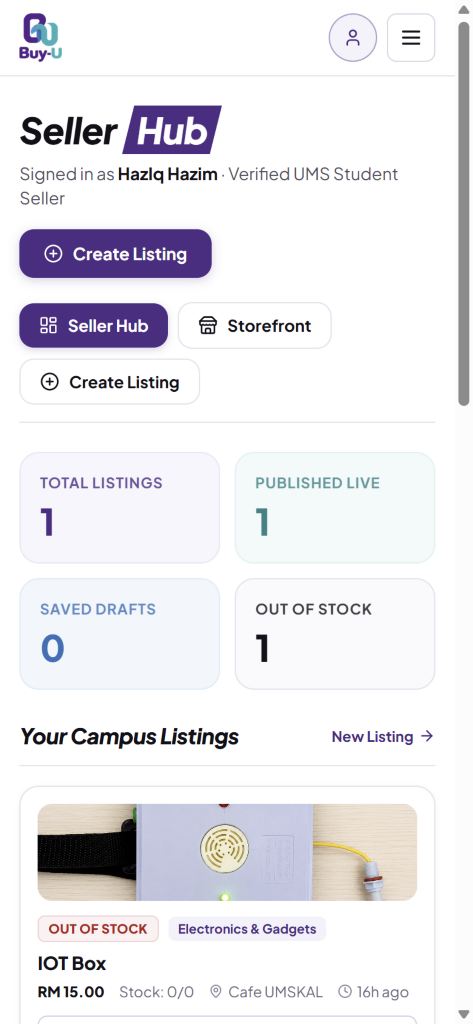 Buy-U
Seller Hub
Signed in as HazIq Hazim · Verified UMS Student
Seller
Create Listing
Seller Hub
Storefront
Create Listing
TOTAL LISTINGS
PUBLISHED LIVE
1
1
SAVED DRAFTS
OUT OF STOCK
0
1
Your Campus Listings
New Listing →
OUT OF STOCK
Electronics & Gadgets
IOT Box
RM 15.00 Stock: 0/0 Cafe UMSKAL 16h ago